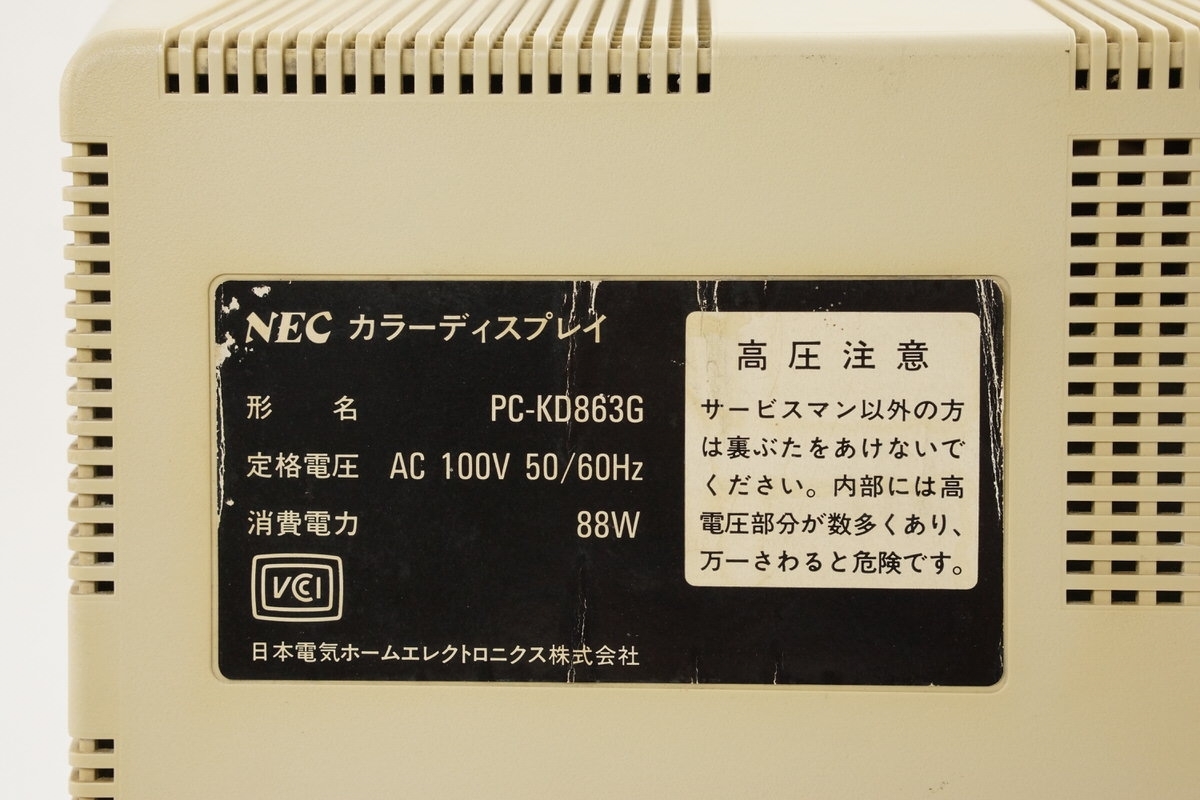 NEC カラーディスプレイ
形 名 PC-KD863G
定格電圧 AC 100V 50/60Hz
消費電力 88W
VCCI
日本電気ホームエレクトロニクス株式会社
高圧注意
サービスマン以外の方
は裏ぶたをあけないで
ください。内部には高
電圧部分が数多くあり、
万一さわると危険です。